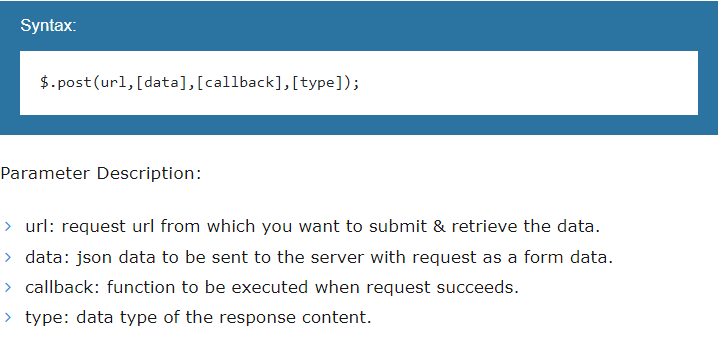 Syntax:
$.post(url,[data],[callback],[type]);
Parameter Description:
url: request url from which you want to submit & retrieve the data.
data: json data to be sent to the server with request as a form data.
callback: function to be executed when request succeeds.
type: data type of the response content.